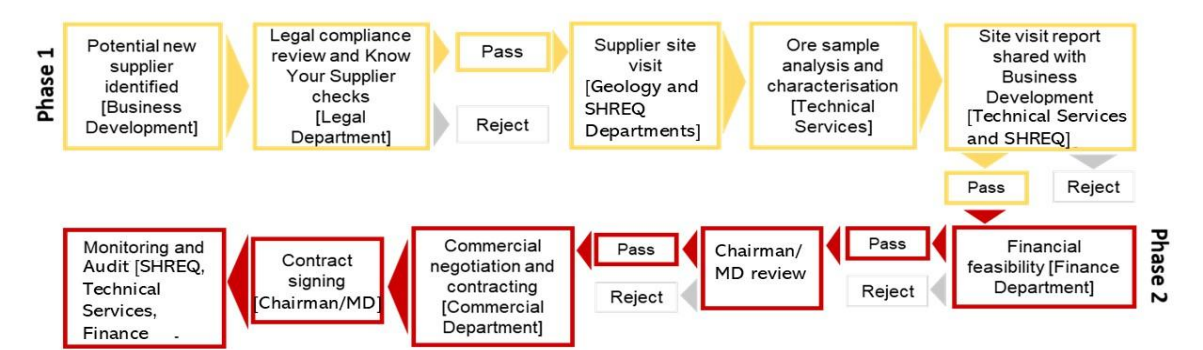 Phase 1
Potential new
supplier
identified
[Business
Development]
Legal compliance
review and Know
Your Supplier
checks
[Legal
Department]
Pass
Reject
Supplier site
visit
[Geology and
SHREQ
Departments]
Ore sample
analysis and
characterisation
[Technical
Services]
Site visit report
shared with
Business
Development
[Technical Services
and SHREQ]
Pass
Reject
Phase 2
Financial
feasibility [Finance
Department]
Pass
Reject
Chairman/
MD review
Pass
Reject
Commercial
negotiation and
contracting
[Commercial
Department]
Contract
signing
[Chairman/MD]
Monitoring and
Audit [SHREQ,
Technical
Services,
Finance -